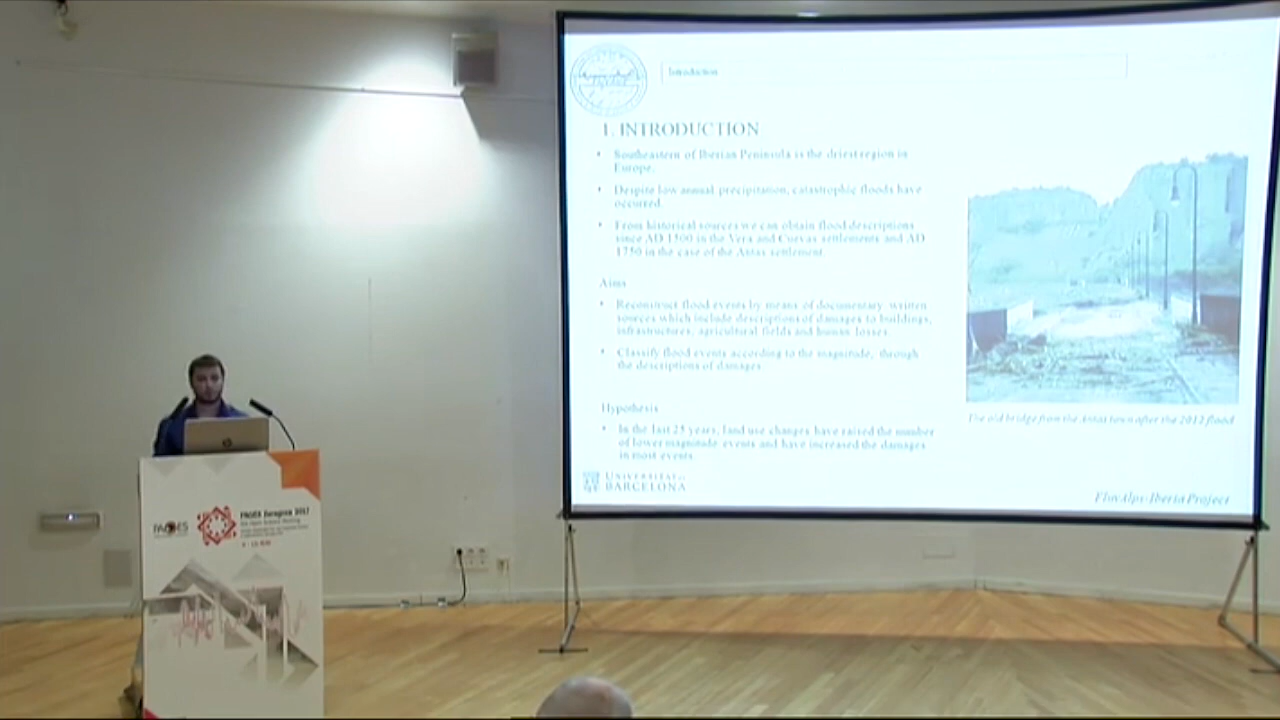 Introduction
1. INTRODUCTION
• Southeastern of Iberian Peninsula is the driest region in
Europe.
• Despite low annual precipitation, catastrophic floods have
occurred.
• From historical sources we can obtain flood descriptions
since AD 1500 in the Vera and Cuevas settlements and AD
1750 in the case of the Antas settlement.
Aims
• Reconstruct flood events by means of documentary written
sources which include descriptions of damages to buildings,
infrastructures, agricultural fields and human losses.
• Classify flood events according to the magnitude, through
the descriptions of damages.
Hypothesis
• In the last 25 years, land use changes have raised the number
of lower magnitude events and have increased the damages
in most events.
The old bridge from the Antas town after the 2012 flood
UNIVERSITAT DE
BARCELONA
FluvAlps-Iberia Project
PAGES
PAGES Zaragoza 2017